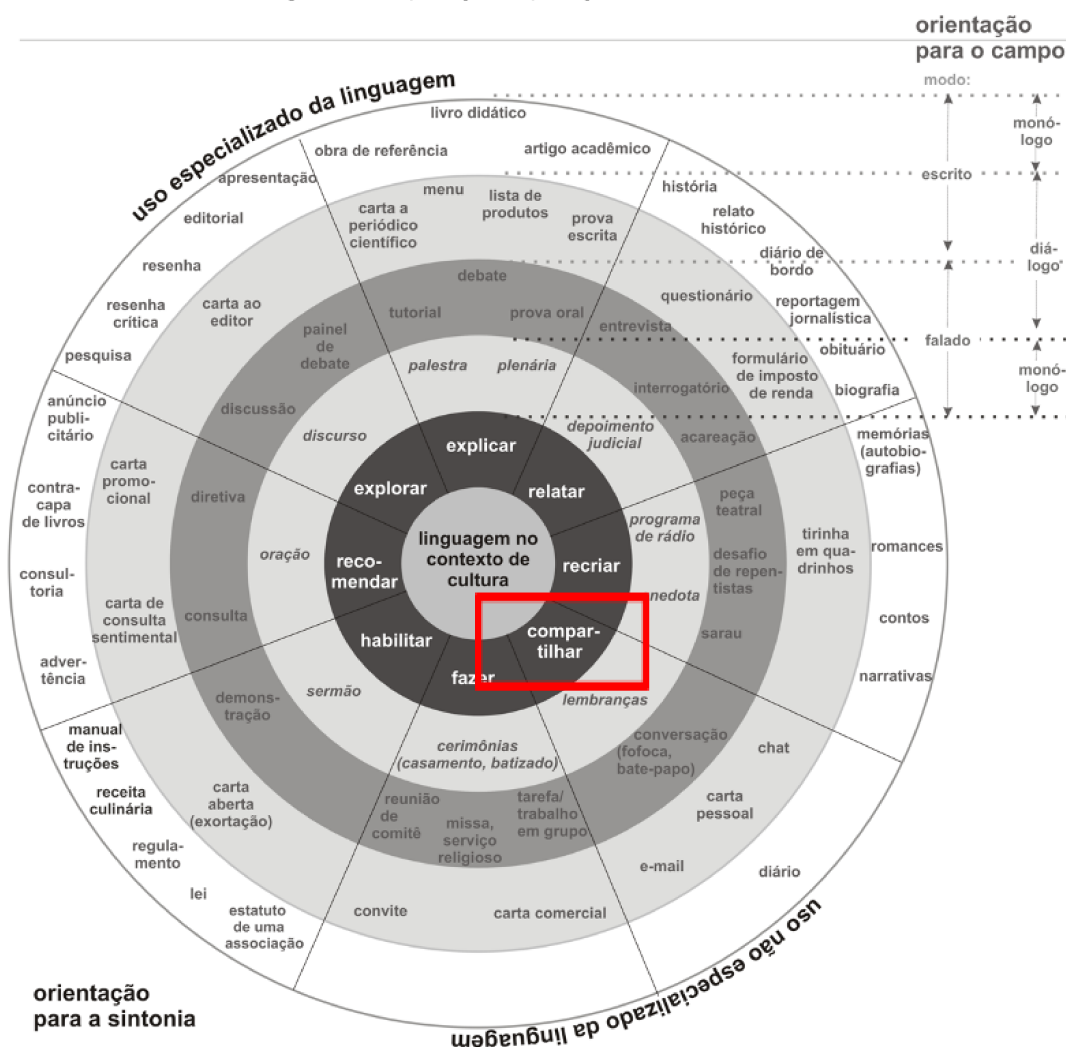 orientação
para o campo
modo:
monó-
logo
escrito
diá-
logo
falado
monó-
logo
uso especializado da linguagem
livro didático
obra de referência
artigo acadêmico
apresentação
editorial
resenha
resenha
crítica
pesquisa
história
relato
histórico
diário de
bordo
reportagem
jornalística
obituário
biografia
menu
lista de
produtos
carta a
periódico
científico
prova
escrita
carta ao
editor
questionário
formulário
de imposto
de renda
debate
tutorial
prova oral
painel
de
debate
discussão
entrevista
interrogatório
acareação
palestra
plenária
discurso
depoimento
judicial
explicar
explorar
relatar
reco-
mendar
recriar
habilitar
compar-
tilhar
fazer
linguagem no
contexto de
cultura
anúncio
publi-
citário
contra-
capa
de livros
consul-
toria
adver-
tência
carta
promo-
cional
carta de
consulta
sentimental
diretiva
consulta
oração
programa
de rádio
nedota
peça
teatral
desafio
de repen-
tistas
sarau
tirinha
em qua-
drinhos
memórias
(autobio-
grafias)
romances
contos
narrativas
manual
de ins-
truções
receita
culinária
regula-
mento
lei
estatuto
de uma
associação
carta
aberta
(exortação)
demons-
tração
sermão
cerimônias
(casamento, batizado)
lembranças
reunião
de
comitê
missa,
serviço
religioso
tarefa/
trabalho
em grupo
conversação
(fofoca,
bate-papo)
chat
carta
pessoal
e-mail
diário
convite
carta comercial
uso não especializado da linguagem
orientação
para a sintonia